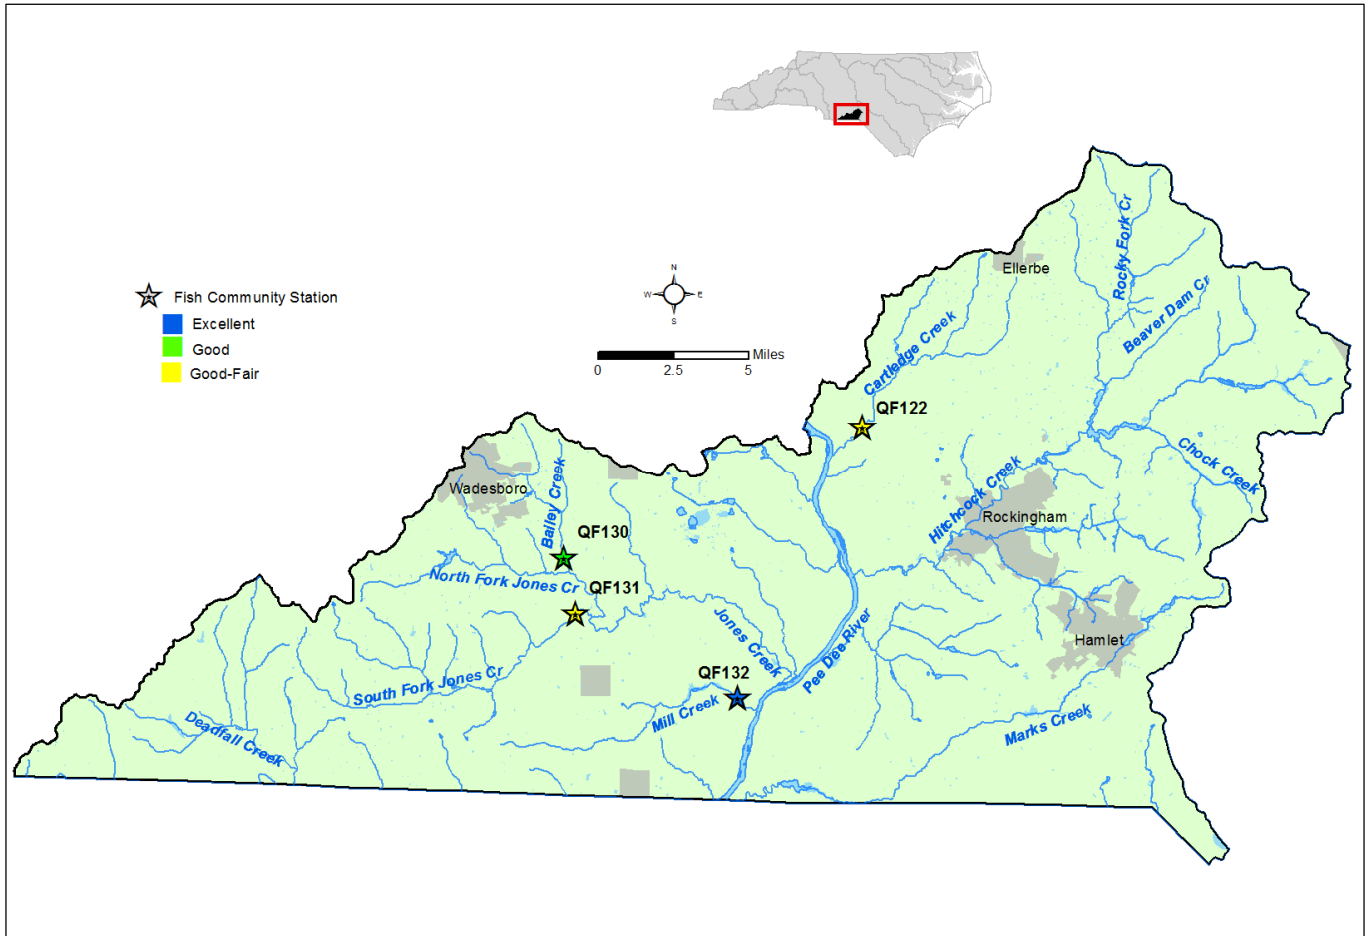 Ellerbe
Rocky Fork Cr
Beaver Dam Cr
N
W
E
S
Fish Community Station
Excellent
Good
Good-Fair
Miles
0
2.5
5
Cartledge Creek
QF122
Chock Creek
Hitchcock Creek
Rockingham
Wadesboro
Bailey Creek
QF130
North Fork Jones Cr
QF131
Jones Creek
Pee Dee River
Hamlet
QF132
South Fork Jones Cr
Mill Creek
Marks Creek
Deadfall Creek